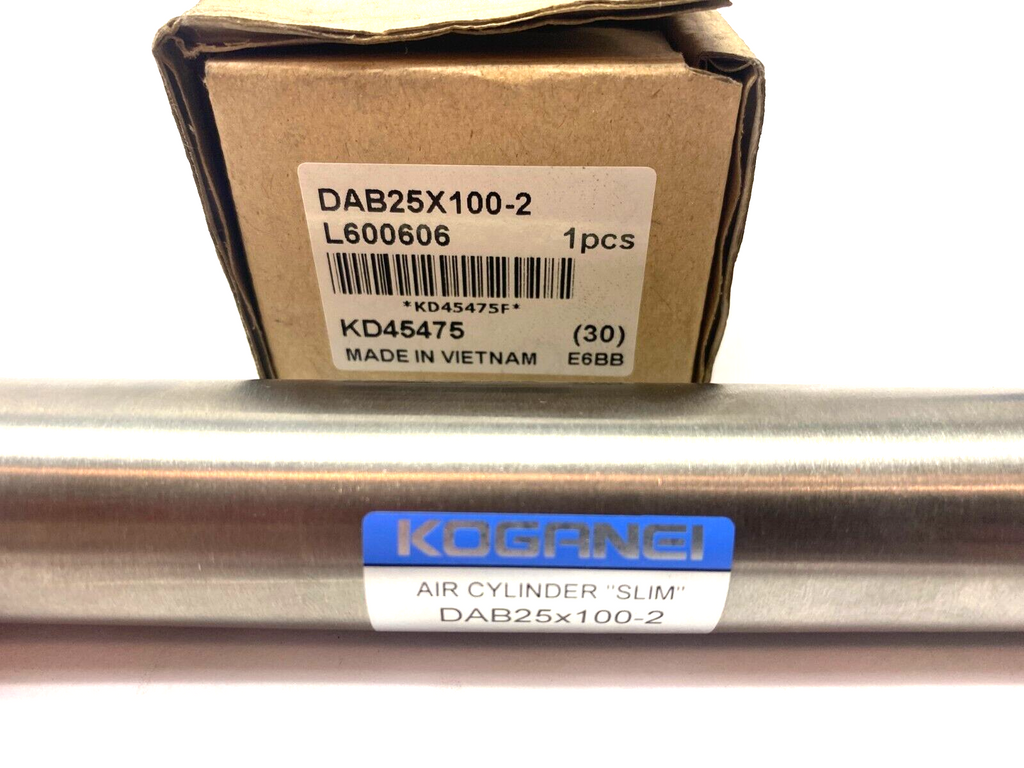 DAB25X100-2
L600606 1pcs
*KD45475F*
KD45475 (30)
MADE IN VIETNAM E6BB
KOGANEI
AIR CYLINDER "SLIM"
DAB25x100-2